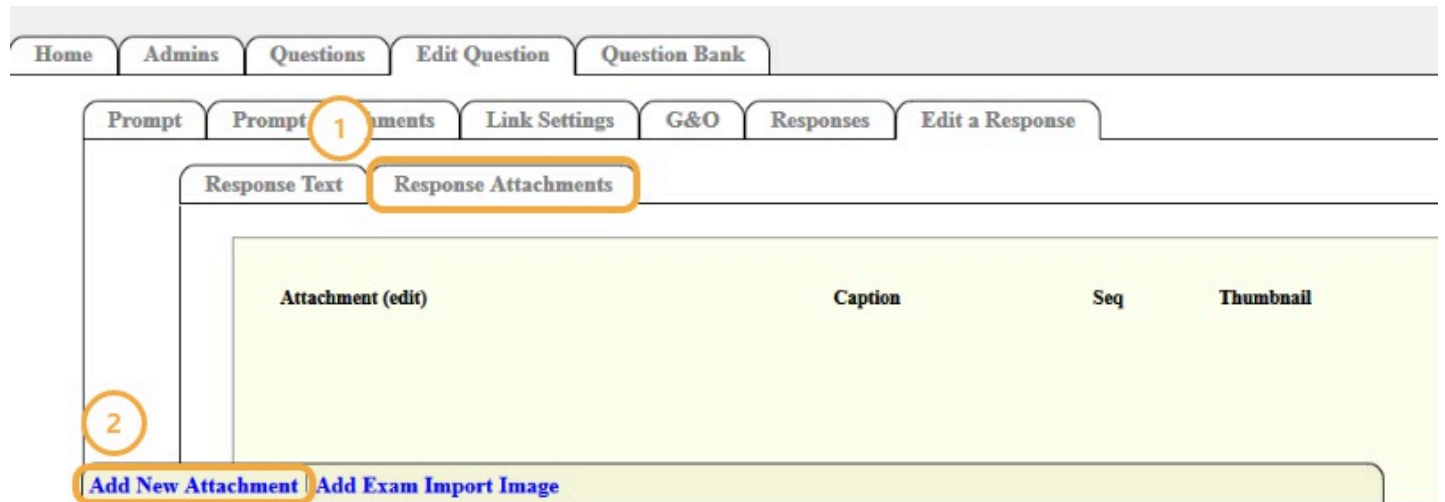 Home Admins Questions Edit Question Question Bank
Prompt Prompt 1 hments Link Settings G&O Responses Edit a Response
Response Text Response Attachments
Attachment (edit) Caption Seq Thumbnail
2
Add New Attachment Add Exam Import Image